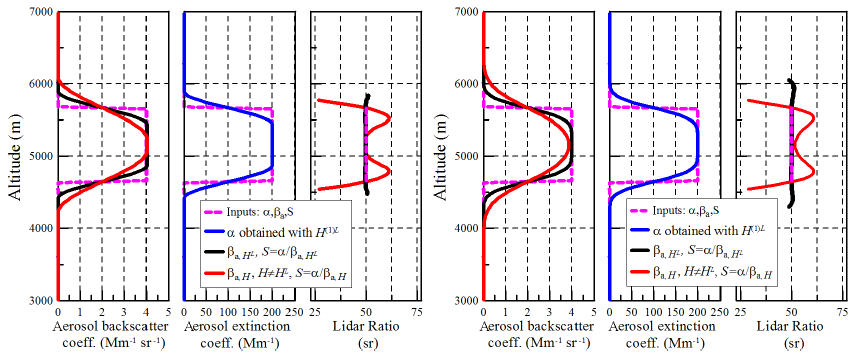 7000
6000
5000
4000
3000
Altitude (m)
0 1 2 3 4 5
Aerosol backscatter
coeff. (Mm⁻¹ sr⁻¹)
0 50 100 150 200 250
Aerosol extinction
coeff. (Mm⁻¹)
25 50 75
Lidar Ratio
(sr)
Inputs: α,βₐ,S
α obtained with H⁽¹⁾ᴸ
βa,Hᴸ, S=α/βa,Hᴸ
βa,H, H≠Hᴸ, S=α/βa,H
7000
6000
5000
4000
3000
Altitude (m)
0 1 2 3 4 5
Aerosol backscatter
coeff. (Mm⁻¹ sr⁻¹)
0 50 100 150 200 250
Aerosol extinction
coeff. (Mm⁻¹)
25 50 75
Lidar Ratio
(sr)
Inputs: α,βₐ,S
α obtained with H⁽¹⁾ᴸ
βa,Hᴸ, S=α/βa,Hᴸ
βa,H, H≠Hᴸ, S=α/βa,H